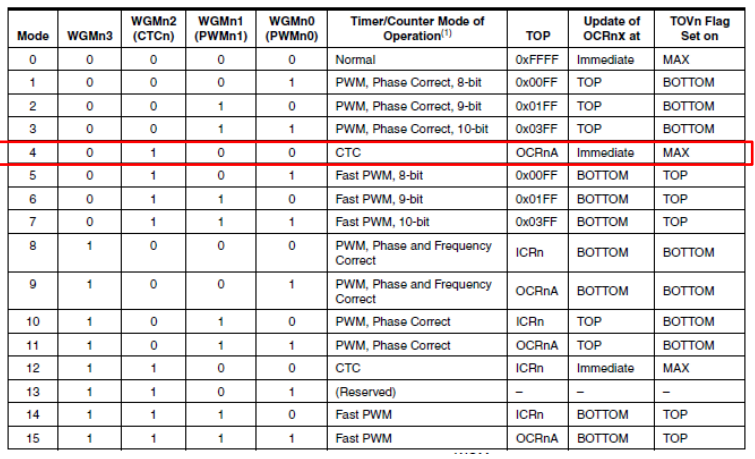 Mode WGMn3 WGMn2 (CTCn) WGMn1 (PWMn1) WGMn0 (PWMn0) Timer/Counter Mode of Operation(1) TOP Update of OCRnx at TOVn Flag Set on
0 0 0 0 0 Normal 0xFFFF Immediate MAX
1 0 0 0 1 PWM, Phase Correct, 8-bit 0x00FF TOP BOTTOM
2 0 0 1 0 PWM, Phase Correct, 9-bit 0x01FF TOP BOTTOM
3 0 0 1 1 PWM, Phase Correct, 10-bit 0x03FF TOP BOTTOM
4 0 1 0 0 CTC OCRnA Immediate MAX
5 0 1 0 1 Fast PWM, 8-bit 0x00FF BOTTOM TOP
6 0 1 1 0 Fast PWM, 9-bit 0x01FF BOTTOM TOP
7 0 1 1 1 Fast PWM, 10-bit 0x03FF BOTTOM TOP
8 1 0 0 0 PWM, Phase and Frequency Correct ICRn BOTTOM BOTTOM
9 1 0 0 1 PWM, Phase and Frequency Correct OCRnA BOTTOM BOTTOM
10 1 0 1 0 PWM, Phase Correct ICRn TOP BOTTOM
11 1 0 1 1 PWM, Phase Correct OCRnA TOP BOTTOM
12 1 1 0 0 CTC ICRn Immediate MAX
13 1 1 0 1 (Reserved) – – –
14 1 1 1 0 Fast PWM ICRn BOTTOM TOP
15 1 1 1 1 Fast PWM OCRnA BOTTOM TOP